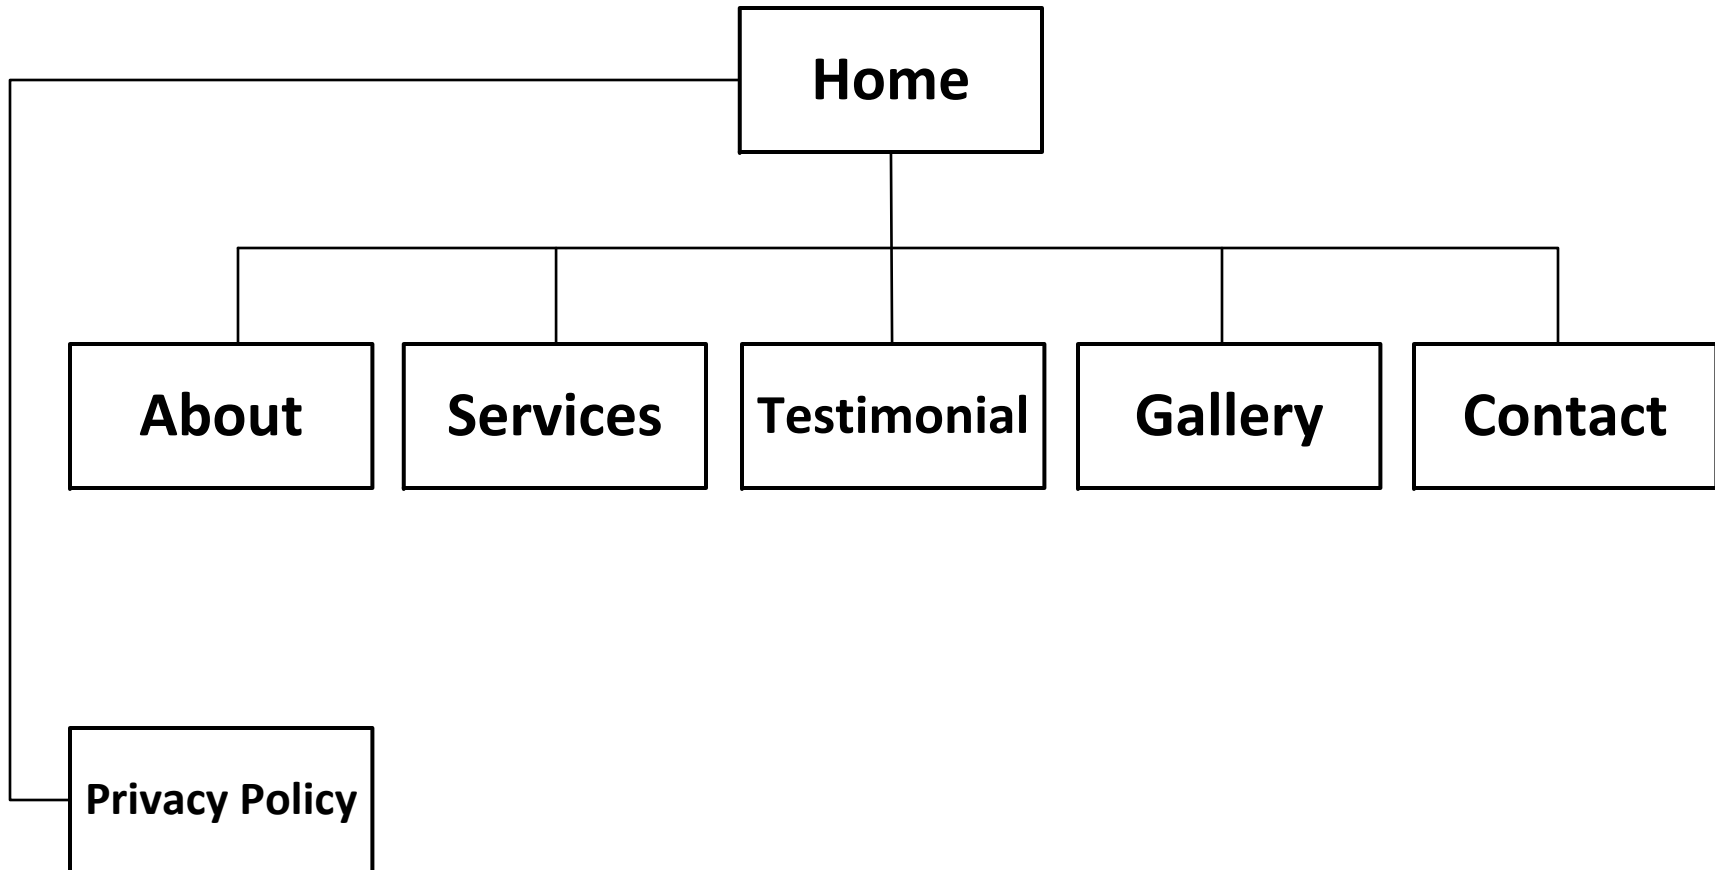 Home
About
Services
Testimonial
Gallery
Contact
Privacy Policy